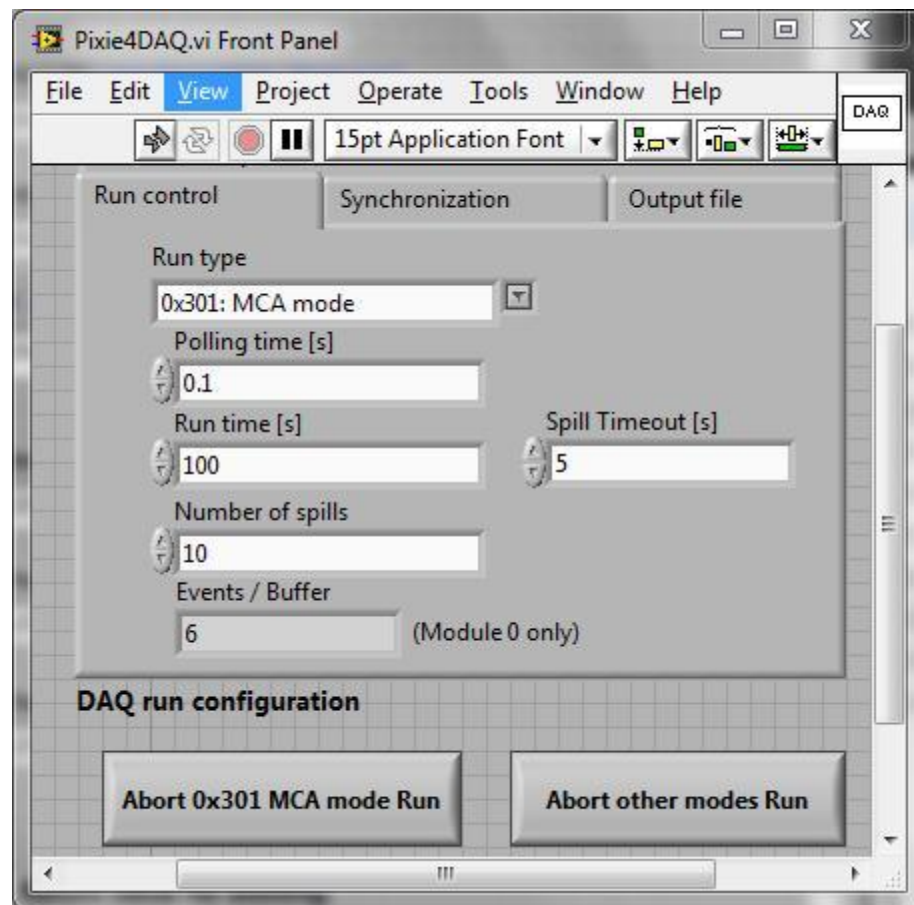 Pixie4DAQ.vi Front Panel
File Edit View Project Operate Tools Window Help
DAQ
15pt Application Font
Run control Synchronization Output file
Run type
0x301: MCA mode
Polling time [s]
0.1
Run time [s] Spill Timeout [s]
100 5
Number of spills
10
Events / Buffer
6 (Module 0 only)
DAQ run configuration
Abort 0x301 MCA mode Run Abort other modes Run